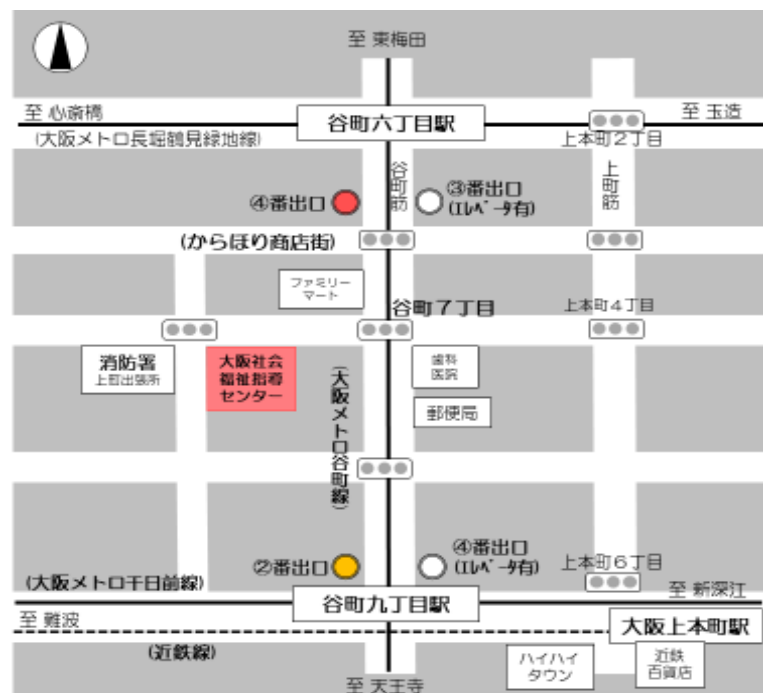 至 東梅田
至 心斎橋
谷町六丁目駅
至 玉造
(大阪メトロ長堀鶴見緑地線)
上本町2丁目
谷町筋
上町筋
④番出口
③番出口
(ｴﾚﾍﾞｰﾀ有)
(からほり商店街)
ファミリー
マート
谷町7丁目
上本町4丁目
消防署
上町出張所
大阪社会
福祉指導
センター
(大阪メトロ谷町線)
歯科
医院
郵便局
②番出口
④番出口
(ｴﾚﾍﾞｰﾀ有)
上本町6丁目
(大阪メトロ千日前線)
至 新深江
谷町九丁目駅
至 難波
大阪上本町駅
(近鉄線)
ハイハイ
タウン
近鉄
百貨店
至 天王寺